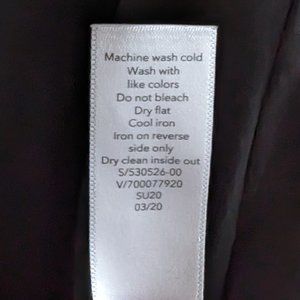 Machine wash cold
Wash with
like colors
Do not bleach
Dry flat
Cool iron
Iron on reverse
side only
Dry clean inside out
S/530526-00
V/700077920
SU20
03/20